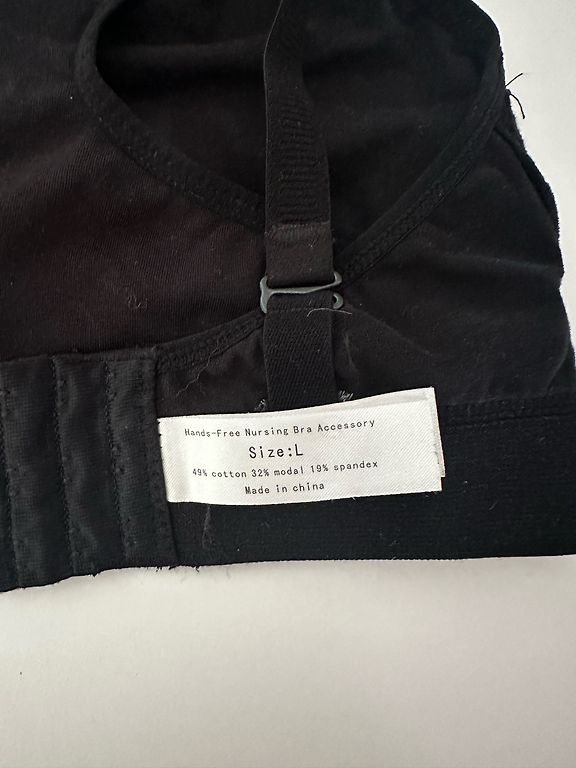 Hands-Free Nursing Bra Accessory
Size:L
49% cotton 32% modal 19% spandex
Made in china